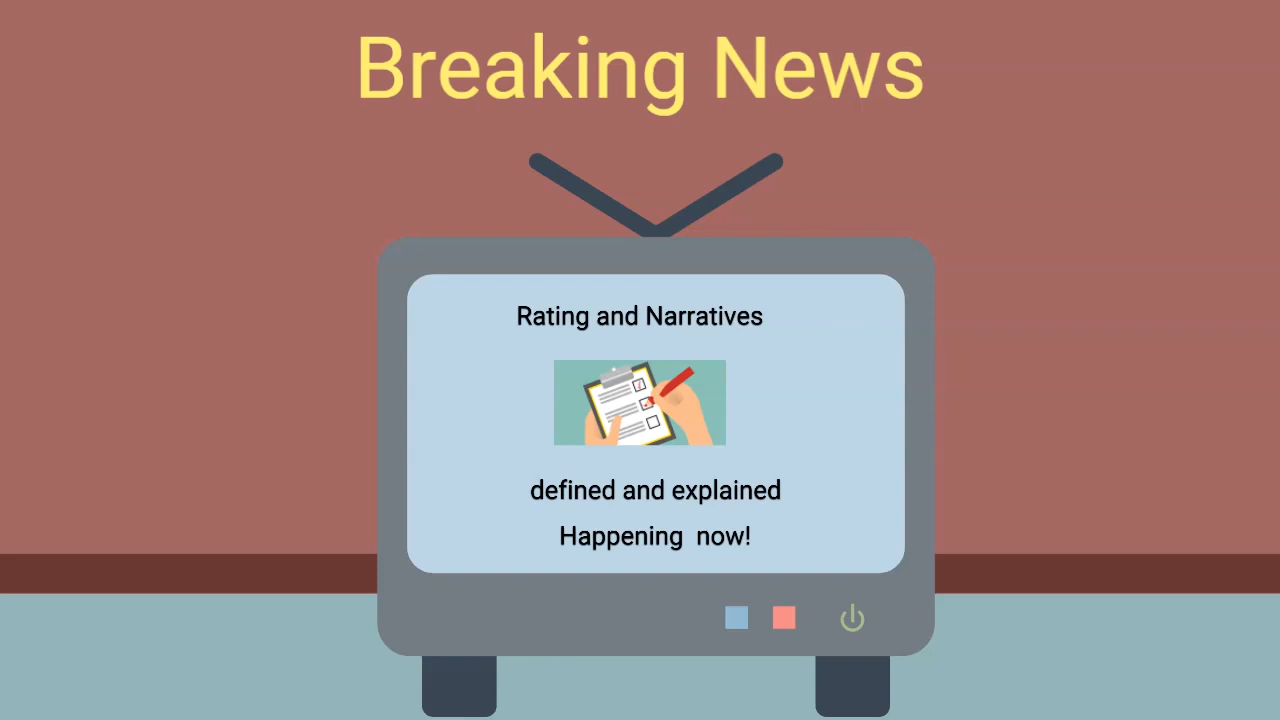 Breaking News
Rating and Narratives
defined and explained
Happening now!